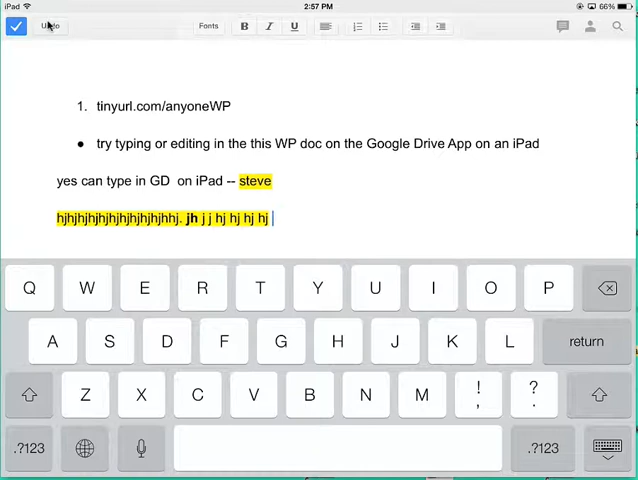 iPad 2:57 PM 66%
Undo Fonts B I U
1. tinyurl.com/anyoneWP
● try typing or editing in the this WP doc on the Google Drive App on an iPad
yes can type in GD on iPad -- steve
hjhjhjhjhjhjhjhjhjhjhhj. jh j j hj hj hj hj
Q W E R T Y U I O P
A S D F G H J K L return
Z X C V B N M ! , ? .
.?123 .?123